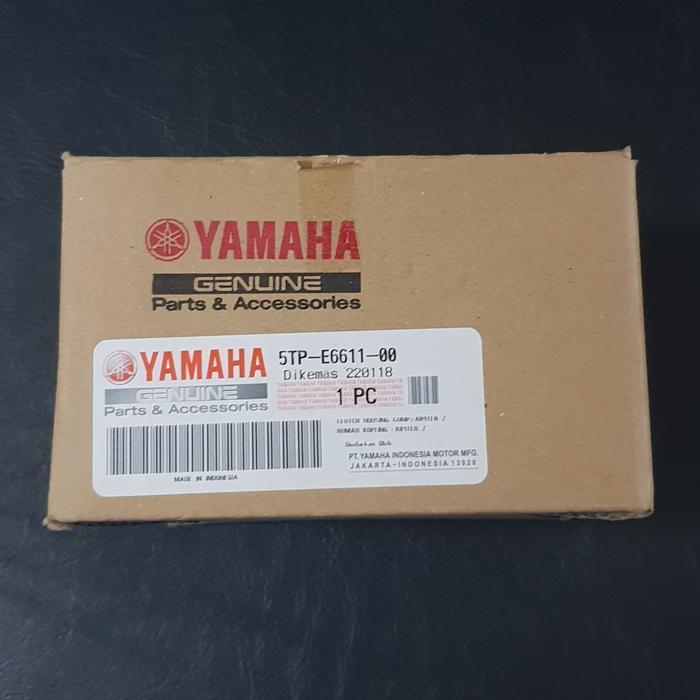 YAMAHA
GENUINE
Parts & Accessories
YAMAHA
GENUINE
Parts & Accessories
5TP-E6611-00
Dikemas 220118
1 PC
CLUTCH HOUSING COMP/JUPITER Z
RUMAH KOPLING /JUPITER Z
PT.YAMAHA INDONESIA MOTOR MFG.
JAKARTA-INDONESIA 13920
MADE IN INDONESIA